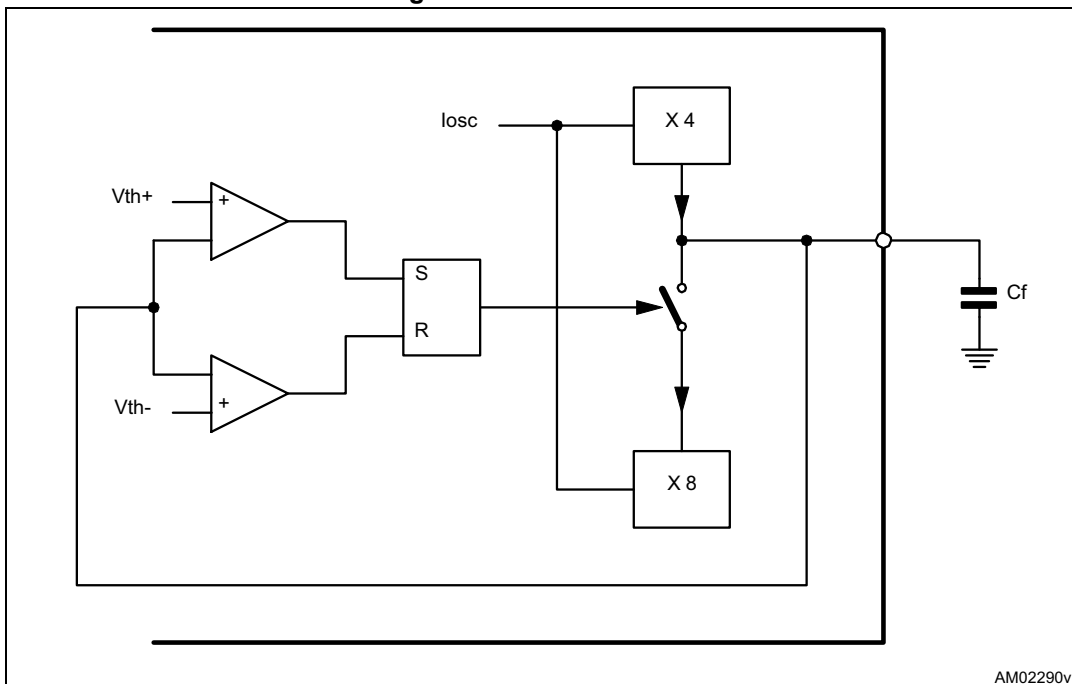 Iosc
X 4
Vth+
+
S
R
Cf
+
Vth-
X 8
AM02290v